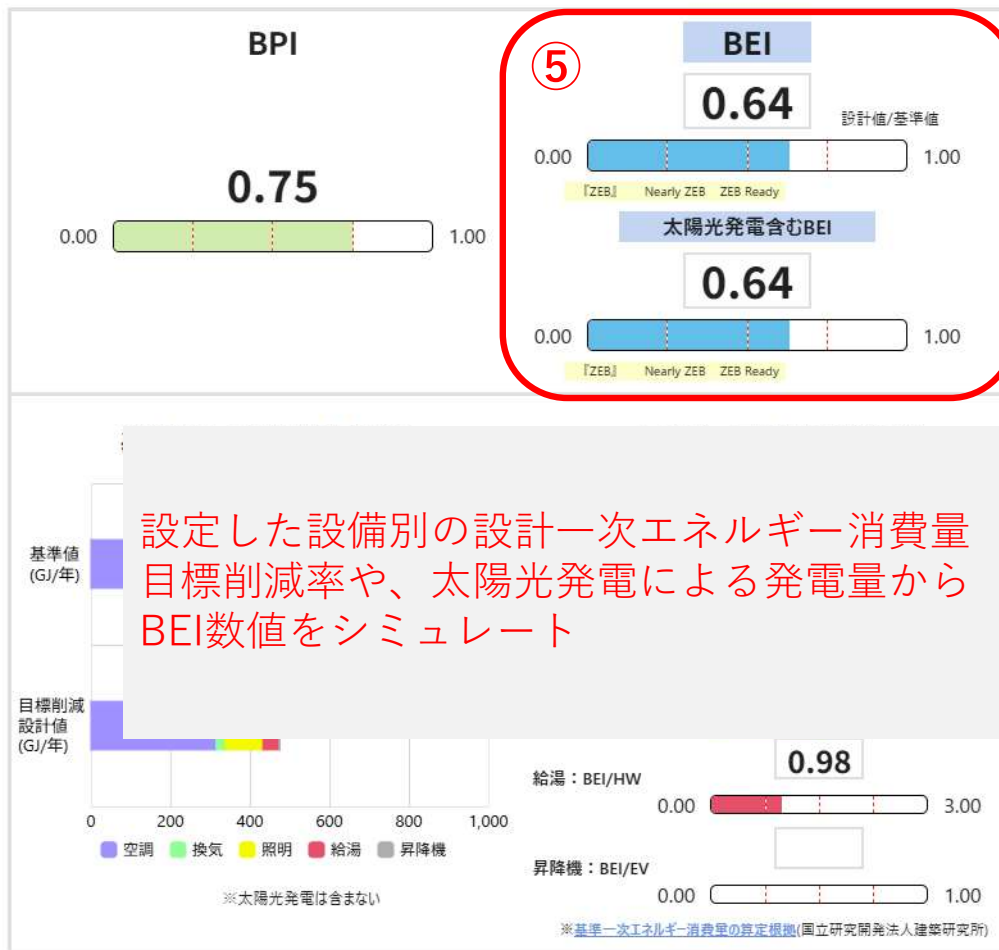 BPI
0.75
0.00
1.00
⑤
BEI
0.64
設計値/基準値
0.00
1.00
『ZEB』 Nearly ZEB ZEB Ready
太陽光発電含むBEI
0.64
0.00
1.00
『ZEB』 Nearly ZEB ZEB Ready
設定した設備別の設計一次エネルギー消費量
目標削減率や、太陽光発電による発電量から
BEI数値をシミュレート
基準値
(GJ/年)
目標削減
設計値
(GJ/年)
0 200 400 600 800 1,000
空調 換気 照明 給湯 昇降機
※太陽光発電は含まない
0.98
給湯：BEI/HW
0.00
3.00
昇降機：BEI/EV
0.00
1.00
※基準一次エネルギー消費量の算定根拠(国立研究開発法人建築研究所)